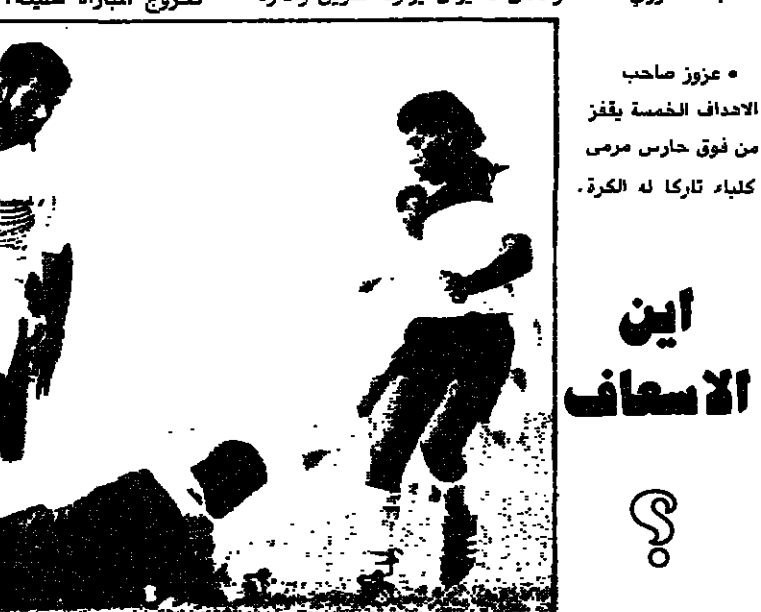 • عزوز صاحب
الاهداف الخمسة يقفز
من فوق حارس مرمى
كلباء تاركا له الكرة.
اين
الاسعاف
؟